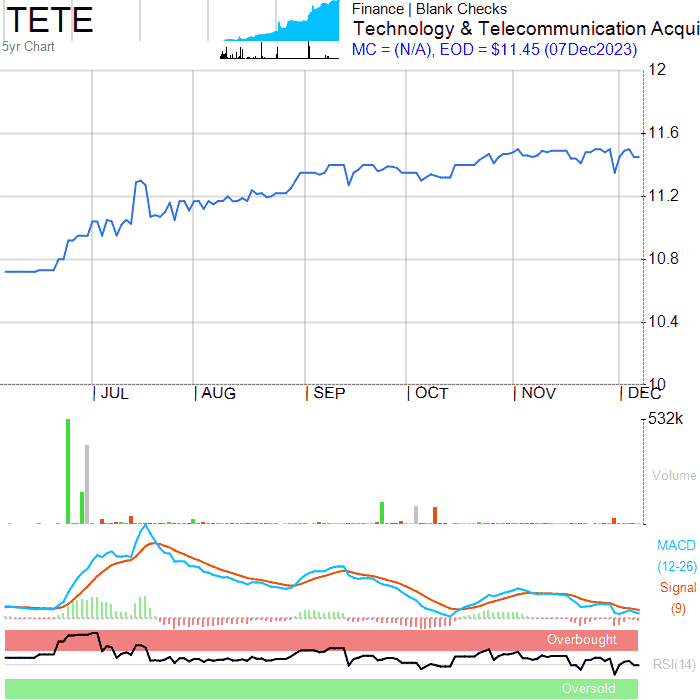 TETE
5yr Chart
Finance | Blank Checks
Technology & Telecommunication Acqui
MC = (N/A), EOD = $11.45 (07Dec2023)
12
11.6
11.2
10.8
10.4
10
JUL AUG SEP OCT NOV DEC
532k
Volume
MACD
(12-26)
Signal
(9)
Overbought
RSI(14)
Oversold